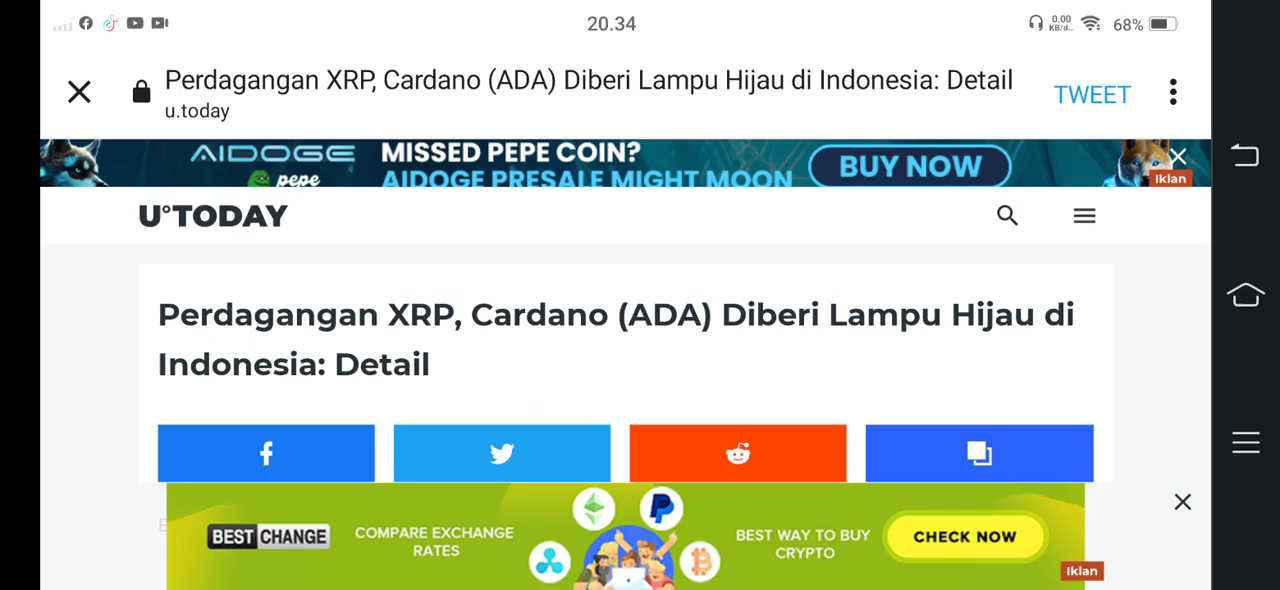 20.34
0.00
KB/d...
68%
Perdagangan XRP, Cardano (ADA) Diberi Lampu Hijau di Indonesia: Detail
u.today
TWEET
AIDOGE
pepe
MISSED PEPE COIN?
AIDOGE PRESALE MIGHT MOON
BUY NOW
Iklan
U°TODAY
Perdagangan XRP, Cardano (ADA) Diberi Lampu Hijau di
Indonesia: Detail
BESTCHANGE
COMPARE EXCHANGE
RATES
BEST WAY TO BUY
CRYPTO
CHECK NOW
Iklan